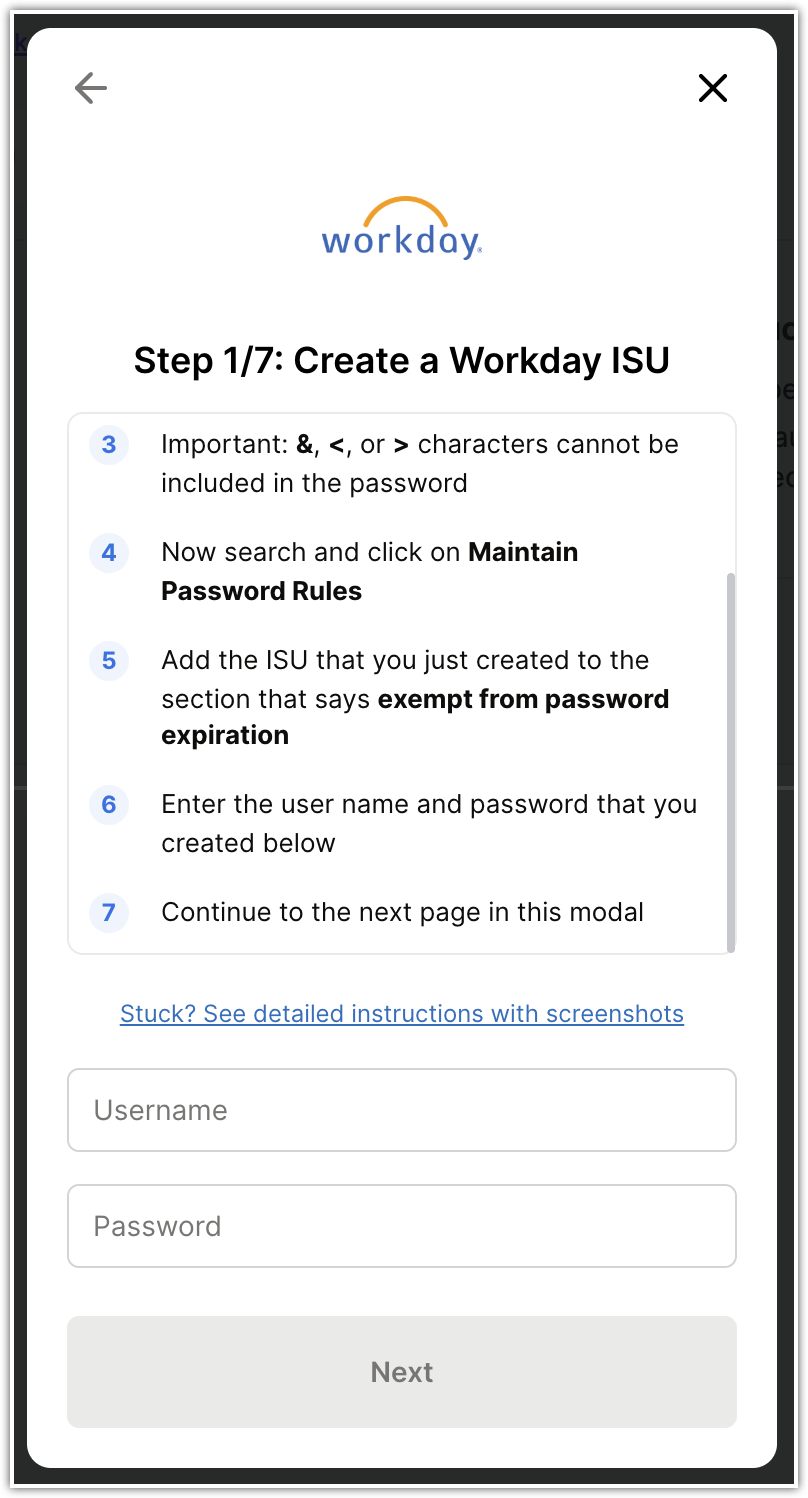 workday
Step 1/7: Create a Workday ISU
3
Important: &, <, or > characters cannot be
included in the password
4
Now search and click on Maintain
Password Rules
5
Add the ISU that you just created to the
section that says exempt from password
expiration
6
Enter the user name and password that you
created below
7
Continue to the next page in this modal
Stuck? See detailed instructions with screenshots
Username
Password
Next